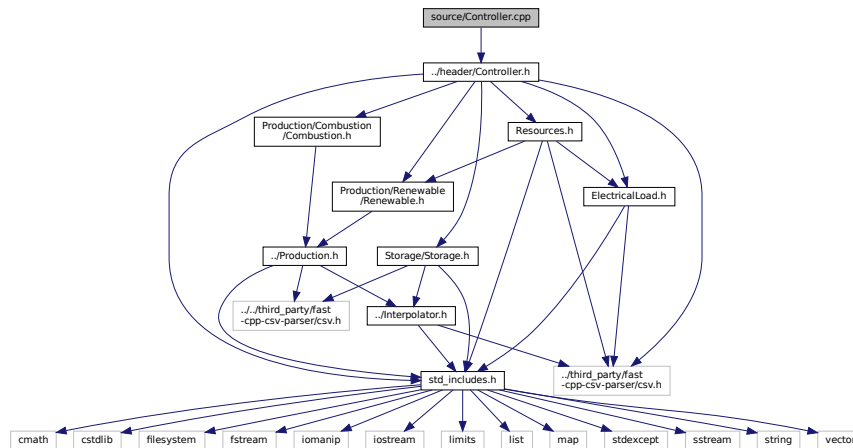 source/Controller.cpp
../header/Controller.h
Production/Combustion
/Combustion.h
Resources.h
Production/Renewable
/Renewable.h
ElectricalLoad.h
../Production.h
Storage/Storage.h
../../third_party/fast
-cpp-csv-parser/csv.h
../Interpolator.h
../third_party/fast
-cpp-csv-parser/csv.h
std_includes.h
cmath
cstdlib
filesystem
fstream
iomanip
iostream
limits
list
map
stdexcept
sstream
string
vector